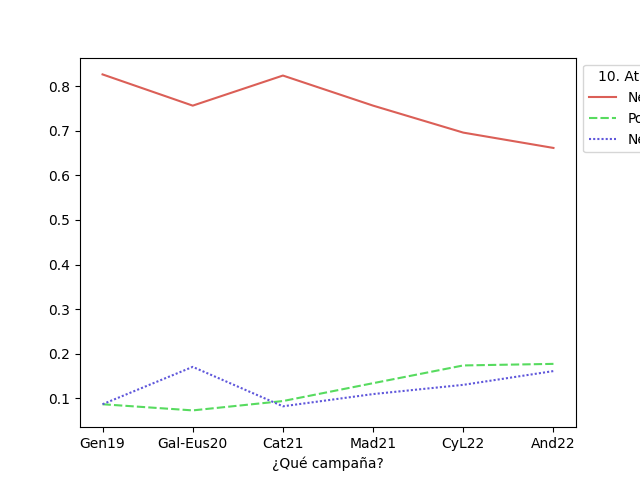 10. At
Ne
Po
Ne
0.8
0.7
0.6
0.5
0.4
0.3
0.2
0.1
Gen19 Gal-Eus20 Cat21 Mad21 CyL22 And22
¿Qué campaña?